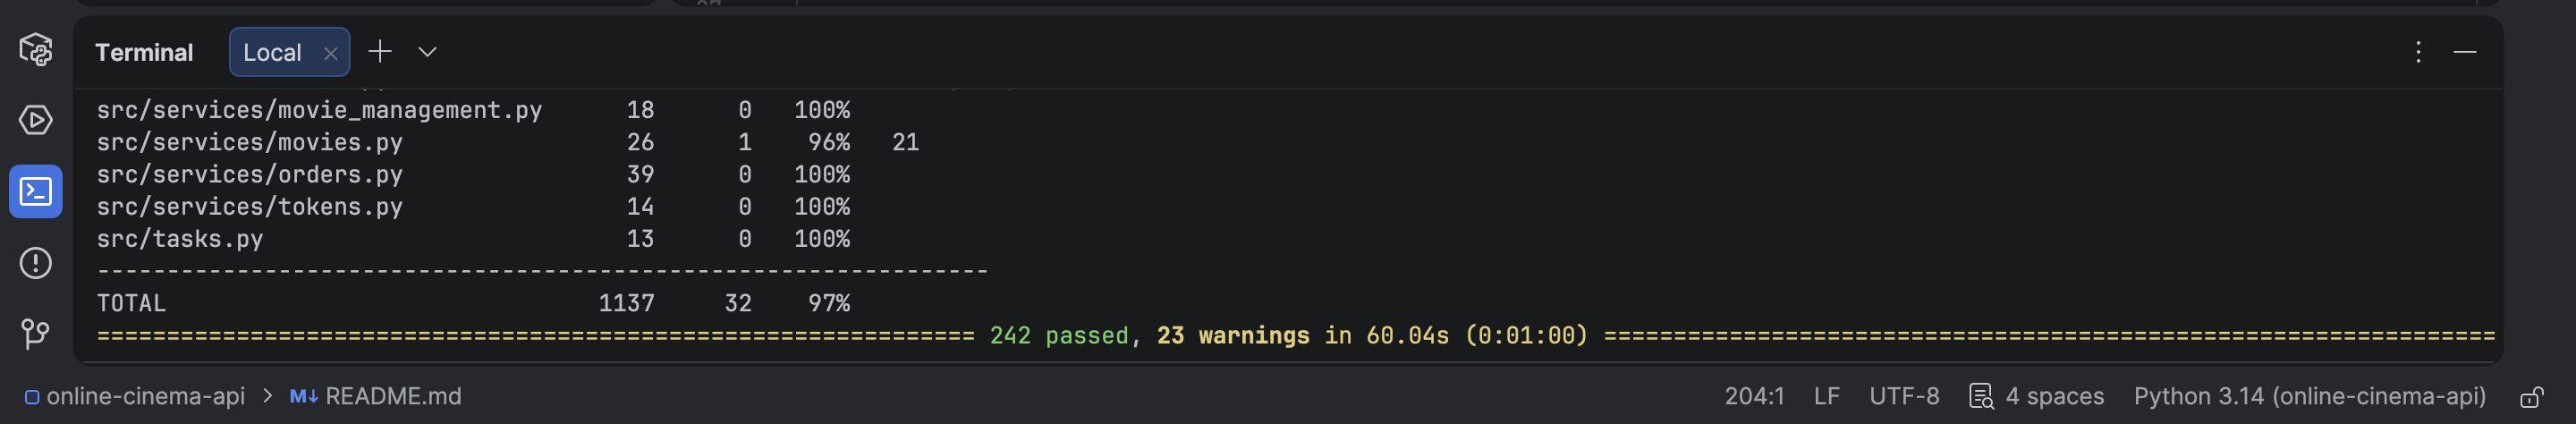 Terminal Local
src/services/movie_management.py 18 0 100%
src/services/movies.py 26 1 96% 21
src/services/orders.py 39 0 100%
src/services/tokens.py 14 0 100%
src/tasks.py 13 0 100%
----------------------------------------------------------------
TOTAL 1137 32 97%
=============================================================== 242 passed, 23 warnings in 60.04s (0:01:00) ================================================================
online-cinema-api > M↓ README.md 204:1 LF UTF-8 4 spaces Python 3.14 (online-cinema-api)